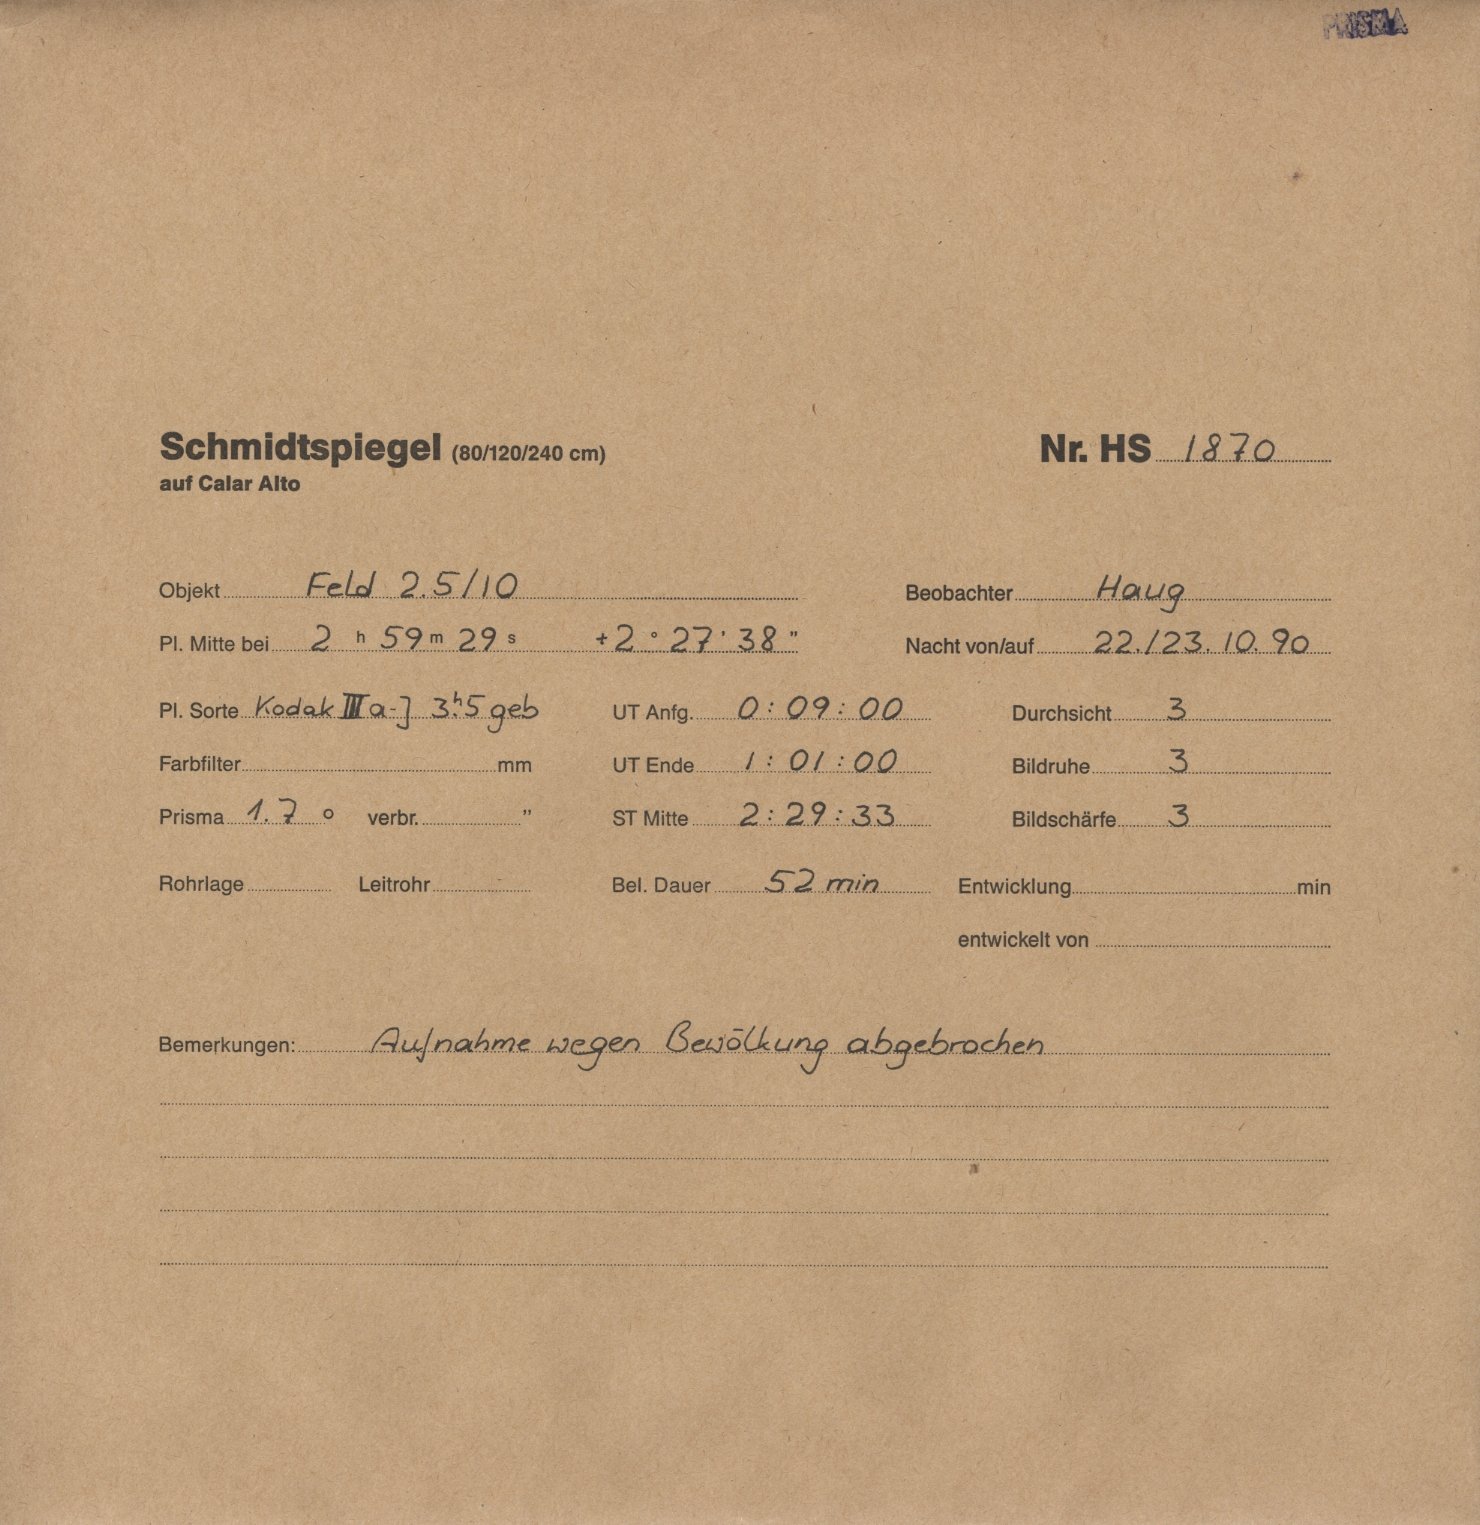 PRISMA
Schmidtspiegel (80/120/240 cm) Nr. HS 1870
auf Calar Alto
Objekt Feld 2.5/10 Beobachter Haug
Pl. Mitte bei 2 h 59 m 29 s +2 ° 27 ' 38 " Nacht von/auf 22./23. 10. 90
Pl. Sorte Kodak III a-J 3.h5 geb UT Anfg. 0 : 09 : 00 Durchsicht 3
Farbfilter mm UT Ende 1 : 01 : 00 Bildruhe 3
Prisma 1.7 ° verbr. " ST Mitte 2 : 29 : 33 Bildschärfe 3
Rohrlage Leitrohr Bel. Dauer 52 min Entwicklung min
entwickelt von
Bemerkungen: Aufnahme wegen Bewölkung abgebrochen